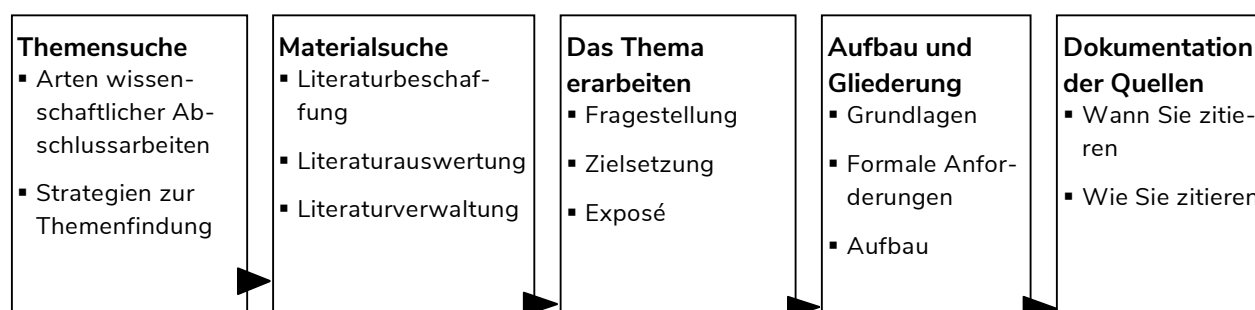 Themensuche
▪ Arten wissen-
schaftlicher Ab-
schlussarbeiten
▪ Strategien zur
Themenfindung
Materialsuche
▪ Literaturbeschaf-
fung
▪ Literaturauswertung
▪ Literaturverwaltung
Das Thema
erarbeiten
▪ Fragestellung
▪ Zielsetzung
▪ Exposé
Aufbau und
Gliederung
▪ Grundlagen
▪ Formale Anfor-
derungen
▪ Aufbau
Dokumentation
der Quellen
▪ Wann Sie zitie-
ren
▪ Wie Sie zitieren